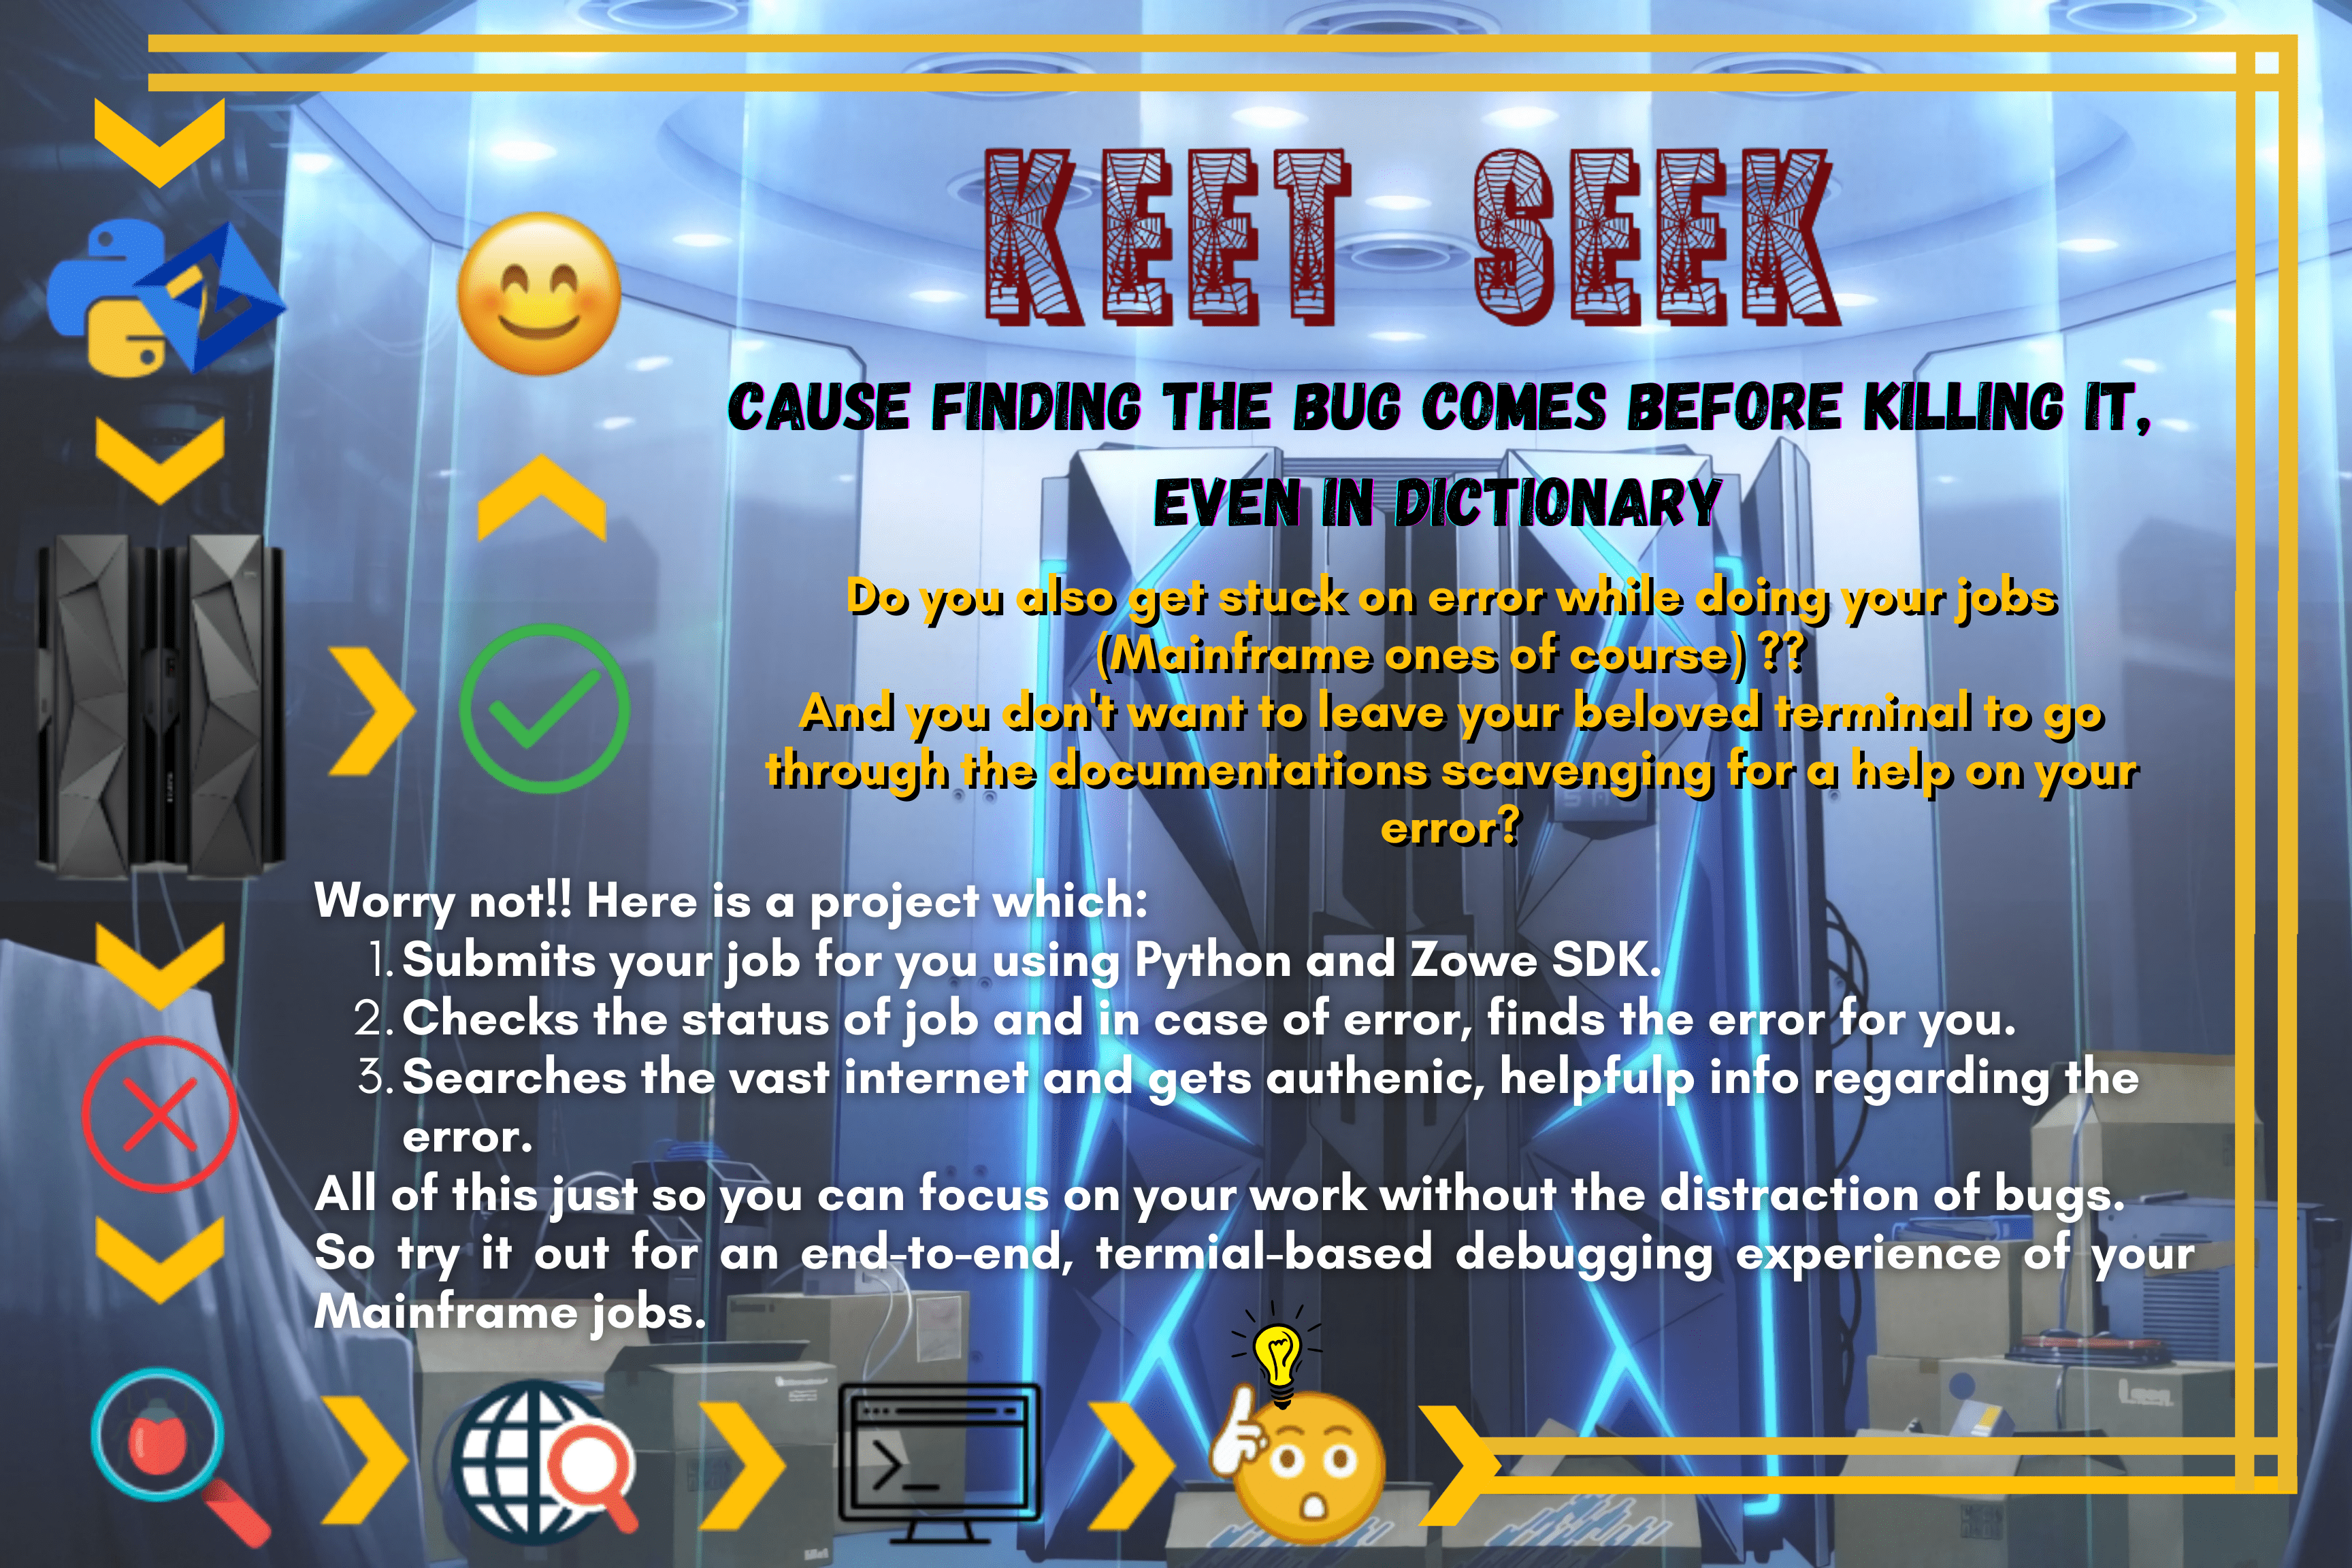 KEET SEEK
CAUSE FINDING THE BUG COMES BEFORE KILLING IT,
EVEN IN DICTIONARY
Do you also get stuck on error while doing your jobs
(Mainframe ones of course) ??
And you don't want to leave your beloved terminal to go
through the documentations scavenging for a help on your
error?
Worry not!! Here is a project which:
1. Submits your job for you using Python and Zowe SDK.
2. Checks the status of job and in case of error, finds the error for you.
3. Searches the vast internet and gets authenic, helpfulp info regarding the
error.
All of this just so you can focus on your work without the distraction of bugs.
So try it out for an end-to-end, termial-based debugging experience of your
Mainframe jobs.